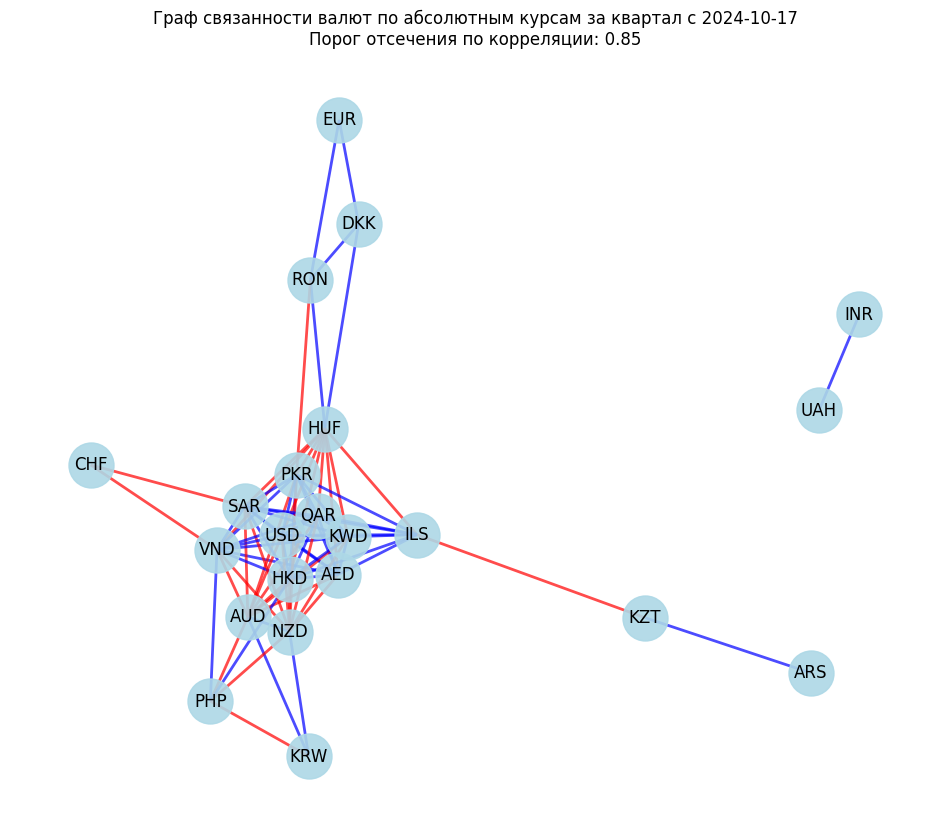 Граф связанности валют по абсолютным курсам за квартал с 2024-10-17
Порог отсечения по корреляции: 0.85
EUR
DKK
RON
INR
UAH
HUF
CHF
PKR
SAR
QAR
USD
KWD
ILS
VND
HKD
AED
AUD
KZT
NZD
ARS
PHP
KRW